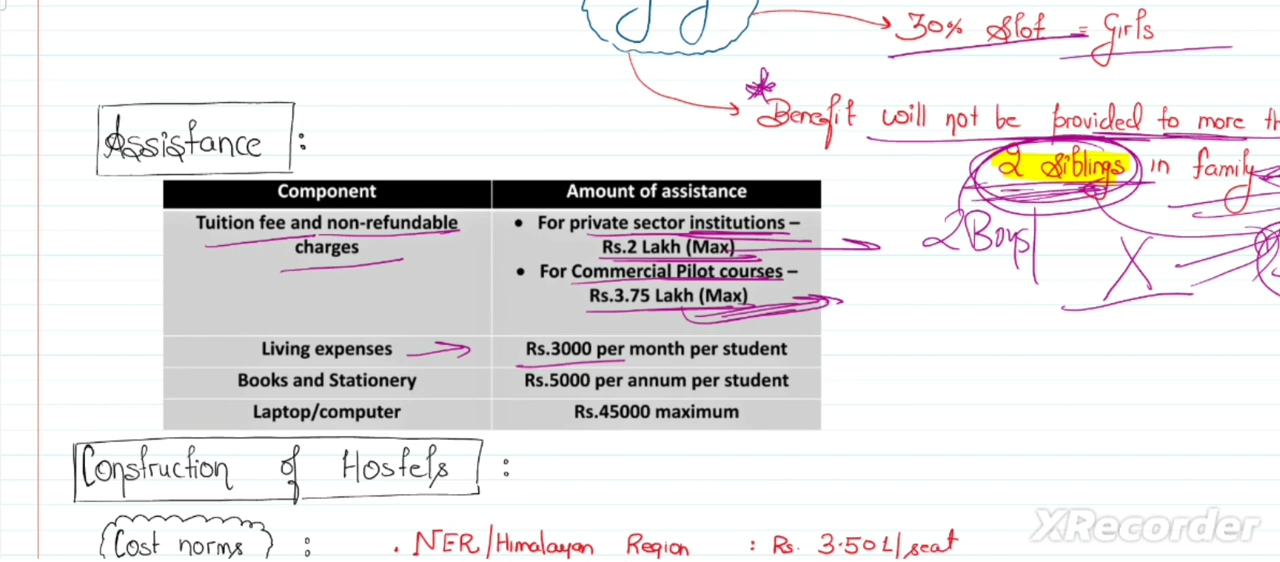 30% Slot = Girls
* Benefit will not be provided to more
2 Siblings in family
2 Boys
X
Assistance :
Component Amount of assistance
Tuition fee and non-refundable charges
• For private sector institutions –
Rs.2 Lakh (Max)
• For Commercial Pilot courses –
Rs.3.75 Lakh (Max)
Living expenses Rs.3000 per month per student
Books and Stationery Rs.5000 per annum per student
Laptop/computer Rs.45000 maximum
Construction of Hostels :
Cost norms : . NER/Himalayan Region : Rs. 3.50L/seat
XRecorder